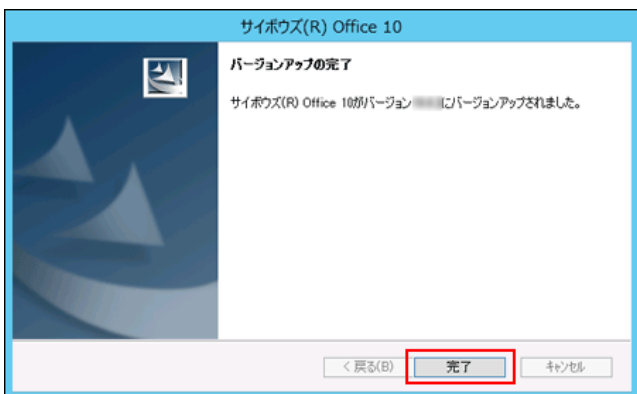 サイボウズ(R) Office 10
バージョンアップの完了
サイボウズ(R) Office 10がバージョン にバージョンアップされました。
< 戻る(B)
完了
キャンセル